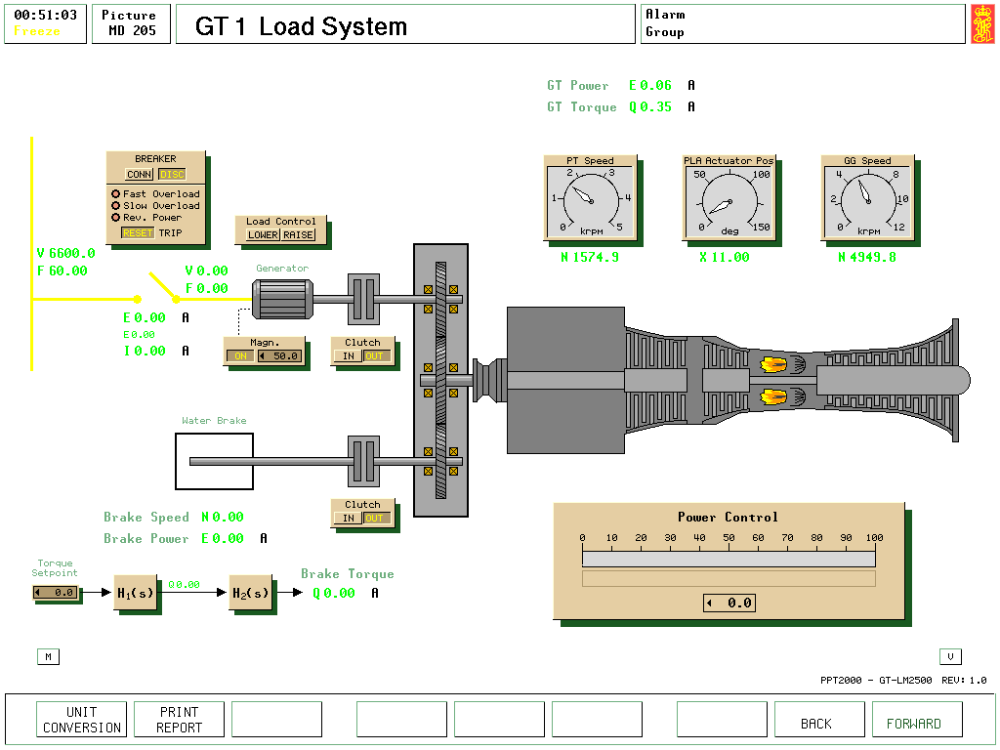 00:51:03
Freeze
Picture
MD 205
GT 1 Load System
Alarm
Group
GT Power E 0.06 A
GT Torque Q 0.35 A
BREAKER
CONN DISC
Fast Overload
Slow Overload
Rev. Power
RESET TRIP
Load Control
LOWER RAISE
PT Speed
0 1 2 3 4 5
krpm
N 1574.9
PLA Actuator Pos
0 50 100 150
deg
X 11.00
GG Speed
0 2 4 8 10 12
krpm
N 4949.8
V 6600.0
F 60.00
V 0.00
F 0.00
Generator
E 0.00 A
E 0.00
I 0.00 A
Magn.
ON 50.0
Clutch
IN OUT
Water Brake
Clutch
IN OUT
Brake Speed N 0.00
Brake Power E 0.00 A
Torque
Setpoint
0.0
H1(s)
Q 0.00
H2(s)
Brake Torque
Q 0.00 A
Power Control
0 10 20 30 40 50 60 70 80 90 100
0.0
M
V
PPT2000 - GT-LM2500 REV: 1.0
UNIT
CONVERSION
PRINT
REPORT
BACK
FORWARD